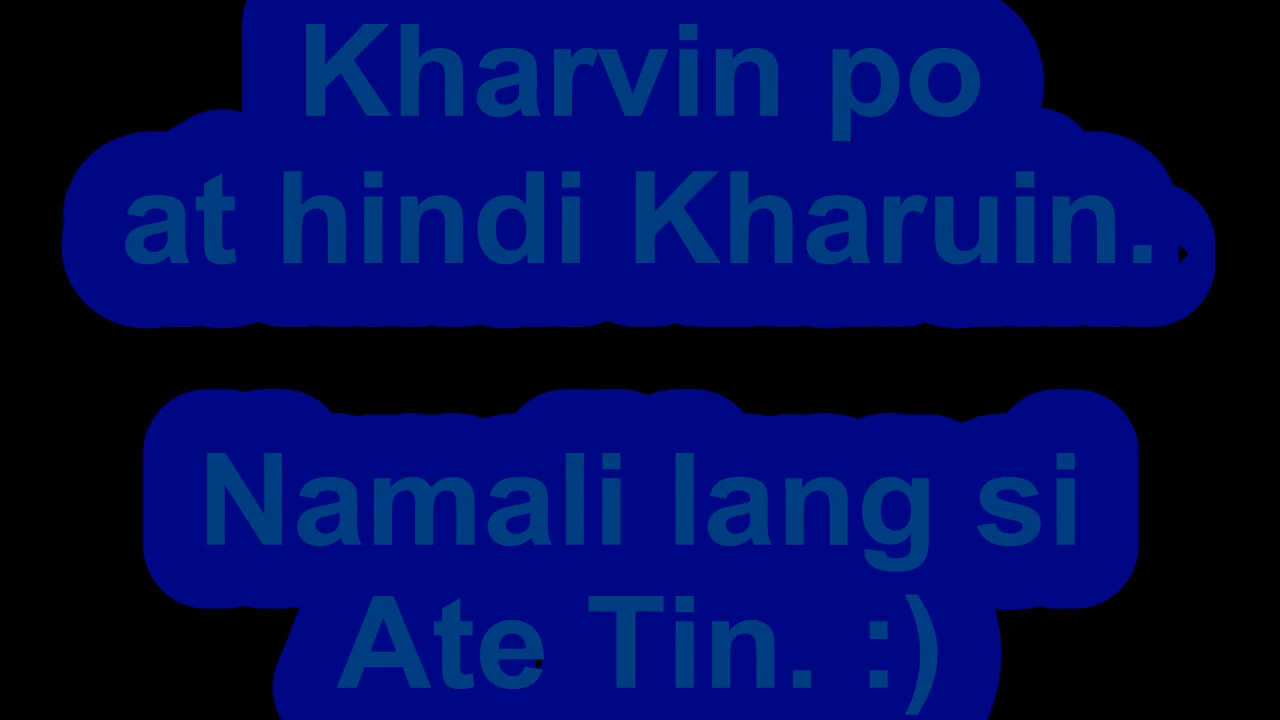 Kharvin po
at hindi Kharuin.
Namali lang si
Ate Tin. :)